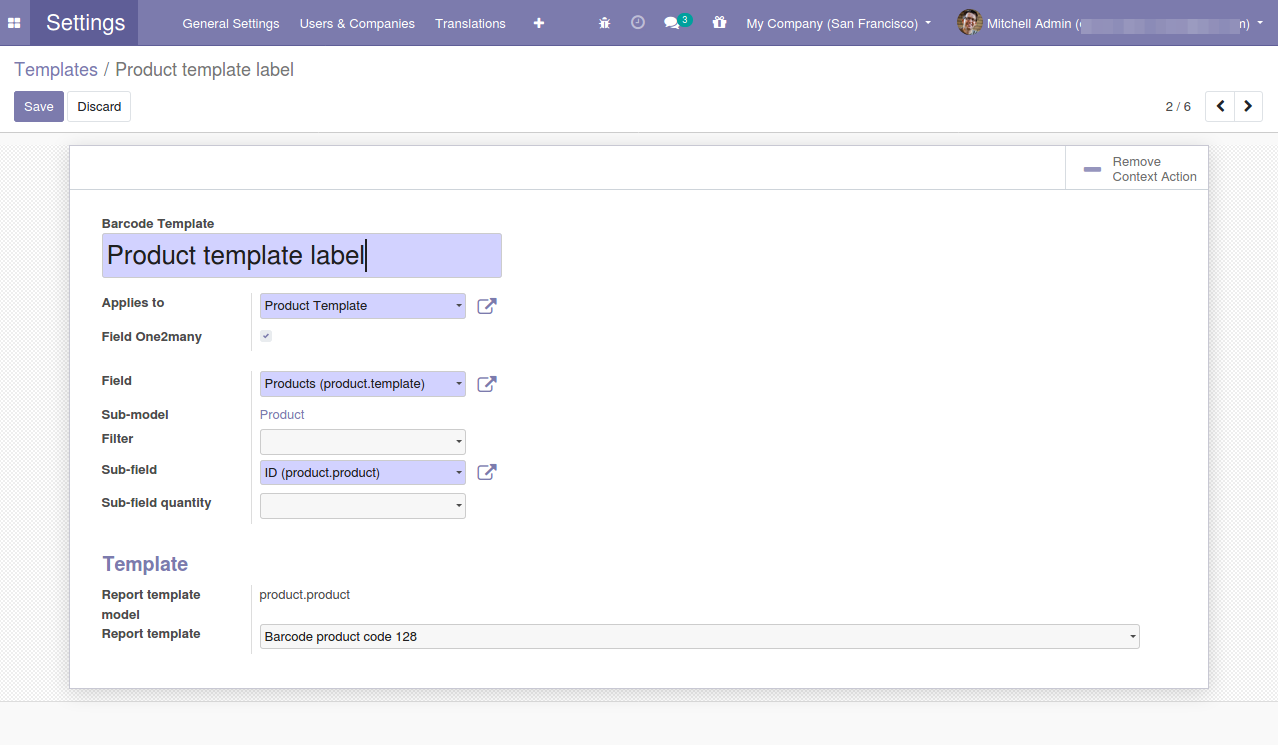 Settings General Settings Users & Companies Translations 3 My Company (San Francisco) Mitchell Admin (
Templates / Product template label
Save Discard 2 / 6
Remove
Context Action
Barcode Template
Product template label
Applies to Product Template
Field One2many
Field Products (product.template)
Sub-model Product
Filter
Sub-field ID (product.product)
Sub-field quantity
Template
Report template
model product.product
Report template Barcode product code 128